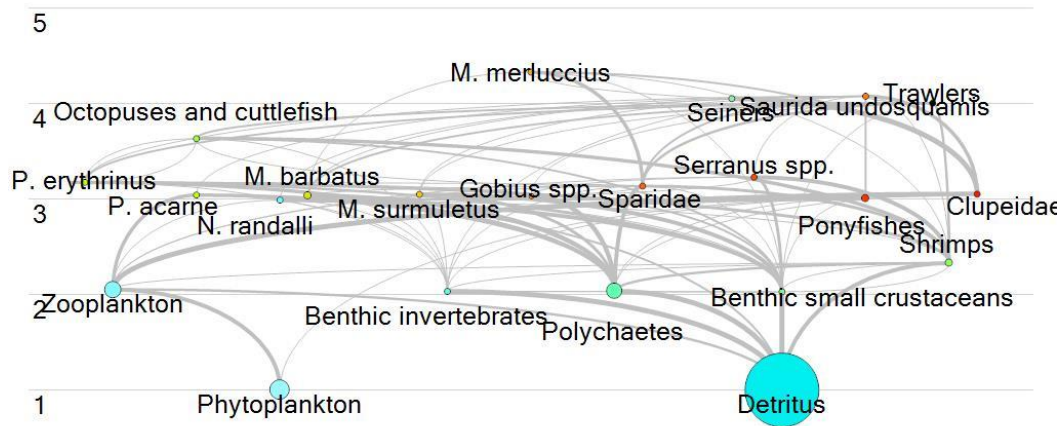 5
M. merluccius
Trawlers
Saurida undosquamis
4
Octopuses and cuttlefish
Seiners
Serranus spp.
P. erythrinus
M. barbatus
Gobius spp.
Sparidae
3
P. acarne
M. surmuletus
Clupeidae
N. randalli
Ponyfishes
Shrimps
Zooplankton
Benthic small crustaceans
2
Benthic invertebrates
Polychaetes
1
Phytoplankton
Detritus